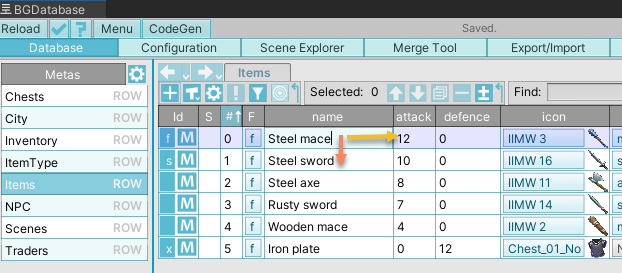 BGDatabase
Reload Menu CodeGen Saved.
Database Configuration Scene Explorer Merge Tool Export/Import
Metas Items
Selected: 0 Find:
Chests ROW
City ROW
Inventory ROW
ItemType ROW
Items ROW
NPC ROW
Scenes ROW
Traders ROW
Id S # F name attack defence icon
f M 0 f Steel mace 12 0 IIMW 3
s M 1 f Steel sword 10 0 IIMW 16
M 2 f Steel axe 8 0 IIMW 11
M 3 f Rusty sword 7 0 IIMW 14
M 4 f Wooden mace 4 0 IIMW 2
x M 5 f Iron plate 0 12 Chest_01_No